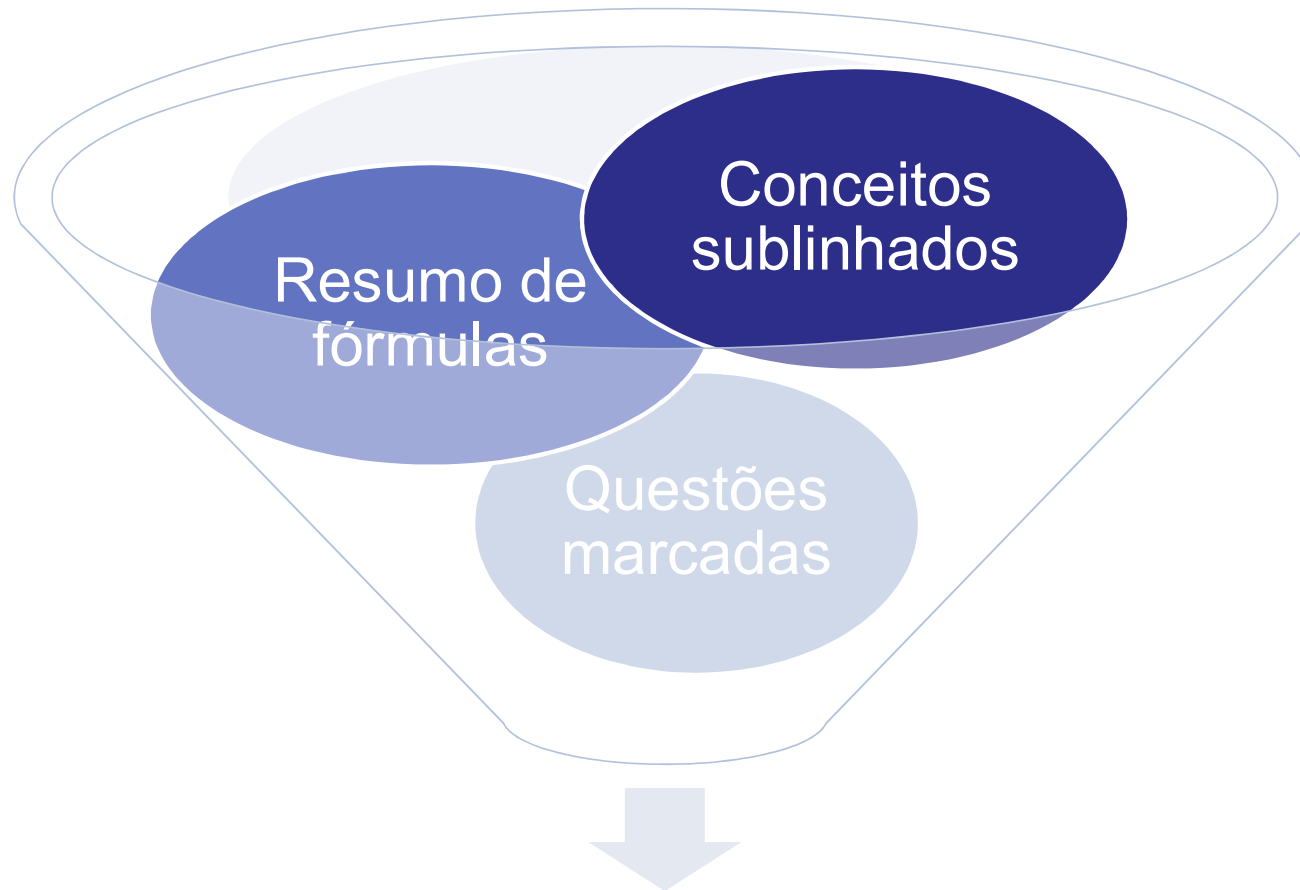 Conceitos
sublinhados
Resumo de
fórmulas
Questões
marcadas